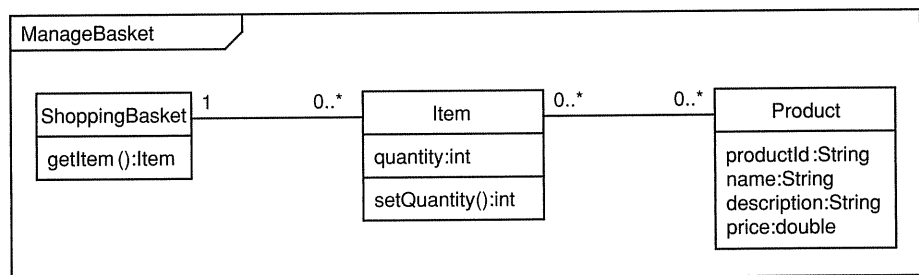 ManageBasket
ShoppingBasket
getItem ():Item
1
0..*
Item
quantity:int
setQuantity():int
0..*
0..*
Product
productId:String
name:String
description:String
price:double